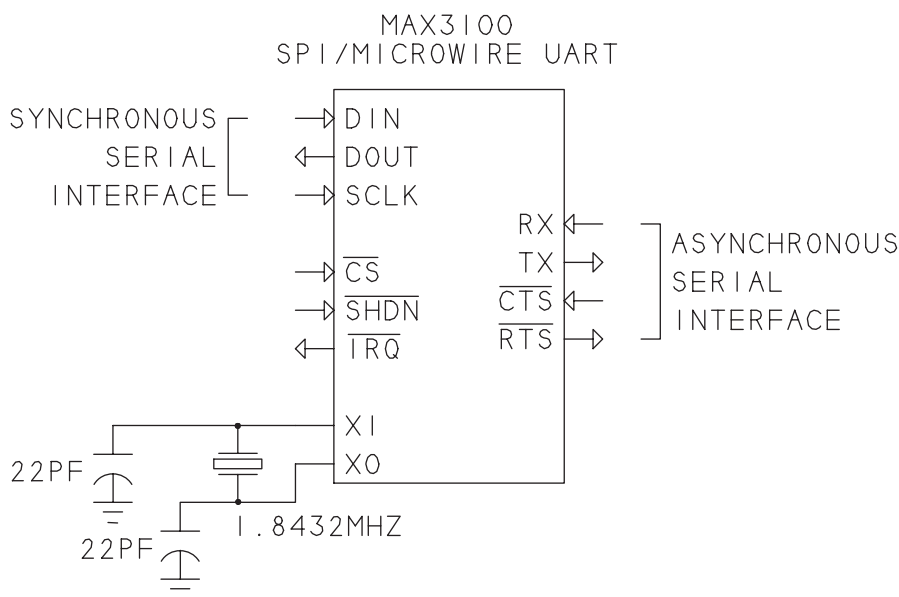 MAX3100
SPI/MICROWIRE UART
SYNCHRONOUS
SERIAL
INTERFACE
DIN
DOUT
SCLK
CS
SHDN
IRQ
XI
XO
RX
TX
CTS
RTS
ASYNCHRONOUS
SERIAL
INTERFACE
22PF
22PF
1.8432MHZ